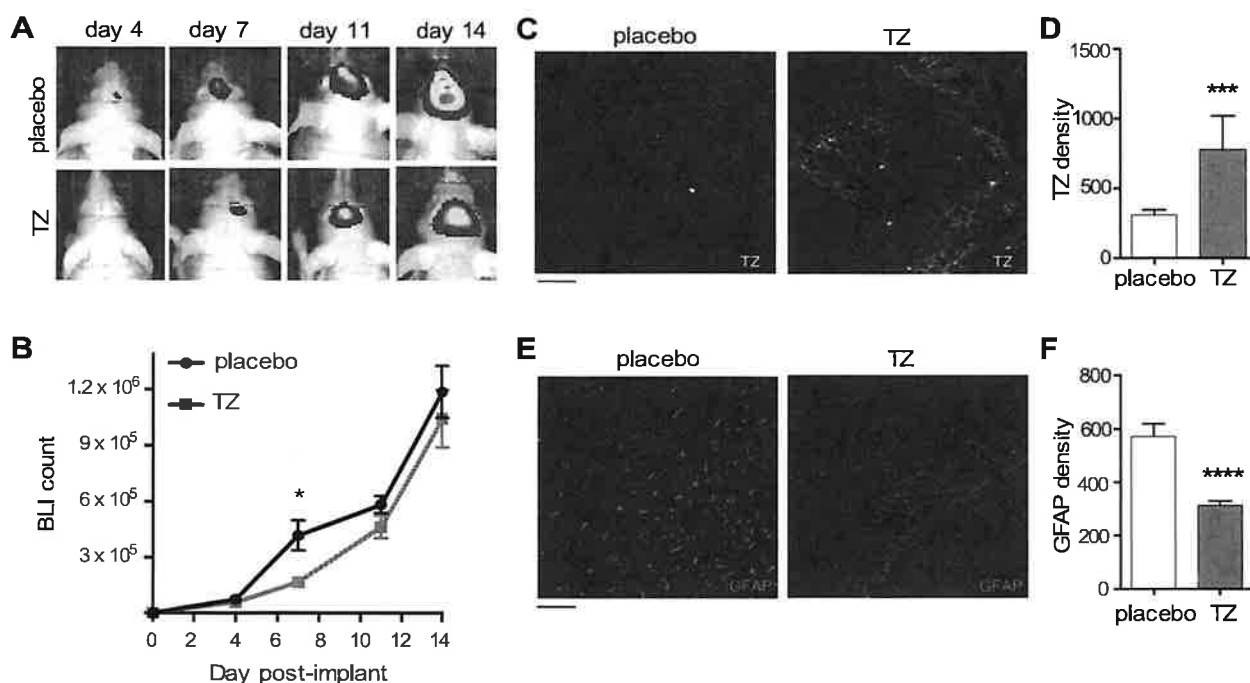 A
day 4 day 7 day 11 day 14
placebo
TZ
B
placebo
TZ
BLI count
1.2 x 10⁶
9 x 10⁵
6 x 10⁵
3 x 10⁵
*
0 2 4 6 8 10 12 14
Day post-implant
C
placebo TZ
TZ TZ
D
TZ density
1500
1000
500
0
***
placebo TZ
E
placebo TZ
GFAP GFAP
F
GFAP density
800
600
400
200
0
****
placebo TZ